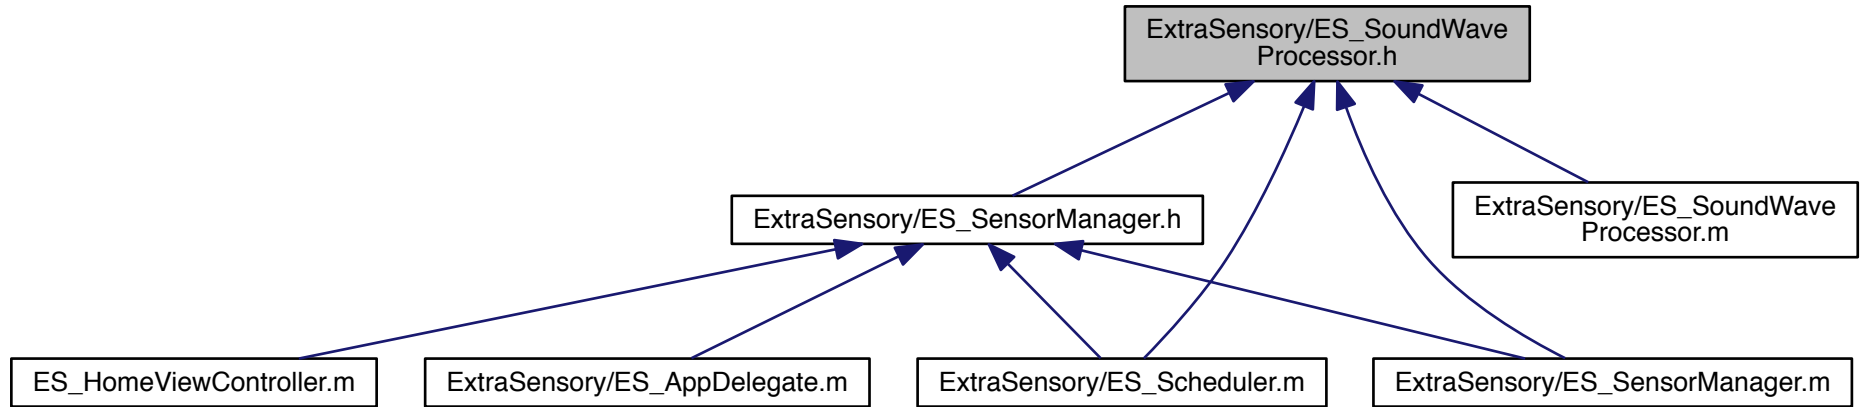 ExtraSensory/ES_SoundWave
Processor.h
ExtraSensory/ES_SensorManager.h
ExtraSensory/ES_SoundWave
Processor.m
ES_HomeViewController.m
ExtraSensory/ES_AppDelegate.m
ExtraSensory/ES_Scheduler.m
ExtraSensory/ES_SensorManager.m